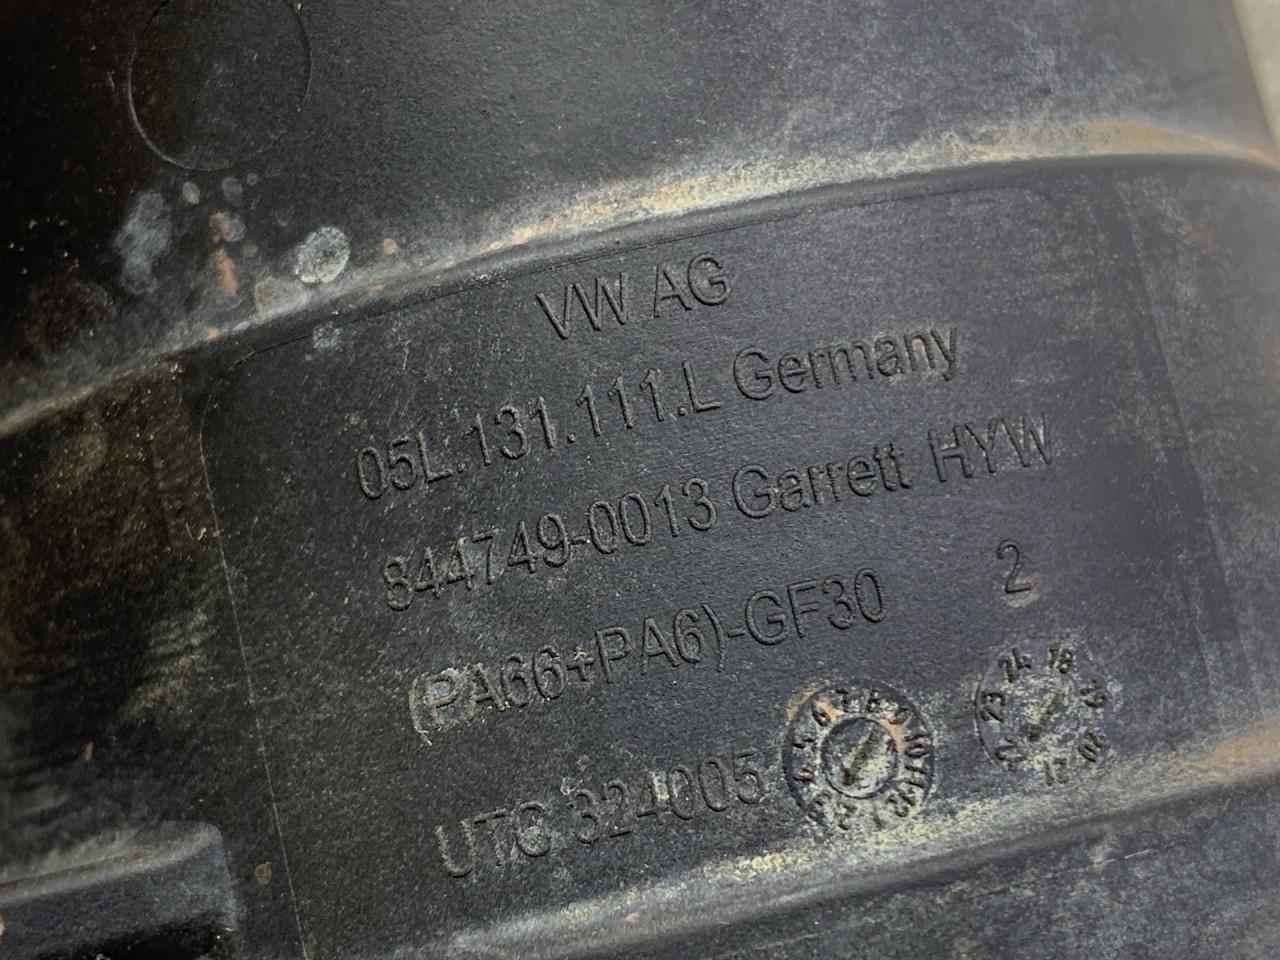 VW AG
05L.131.111.L Germany
844749-0013 Garrett HYW
(PA66+PA6)-GF30 2
UTC 324005